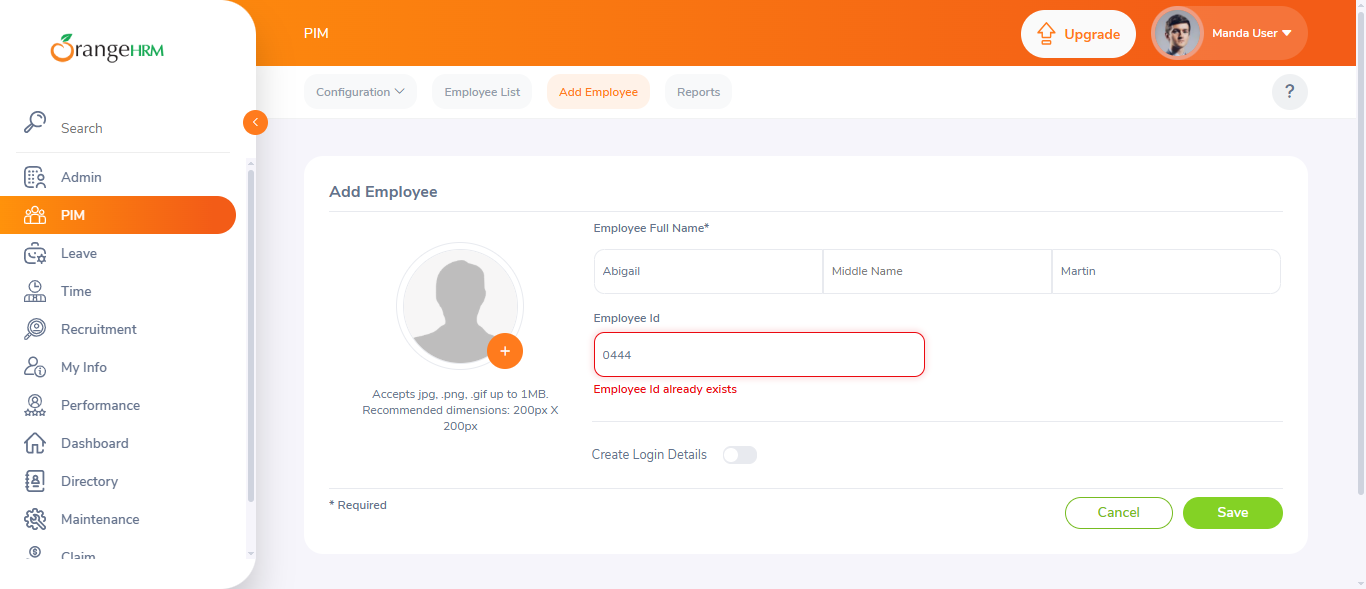 OrangeHRM
PIM
Upgrade
Manda User
Search
Configuration
Employee List
Add Employee
Reports
?
Admin
PIM
Leave
Time
Recruitment
My Info
Performance
Dashboard
Directory
Maintenance
Claim
Add Employee
Employee Full Name*
Abigail
Middle Name
Martin
Employee Id
0444
Employee Id already exists
+
Accepts jpg, .png, .gif up to 1MB.
Recommended dimensions: 200px X
200px
Create Login Details
* Required
Cancel
Save